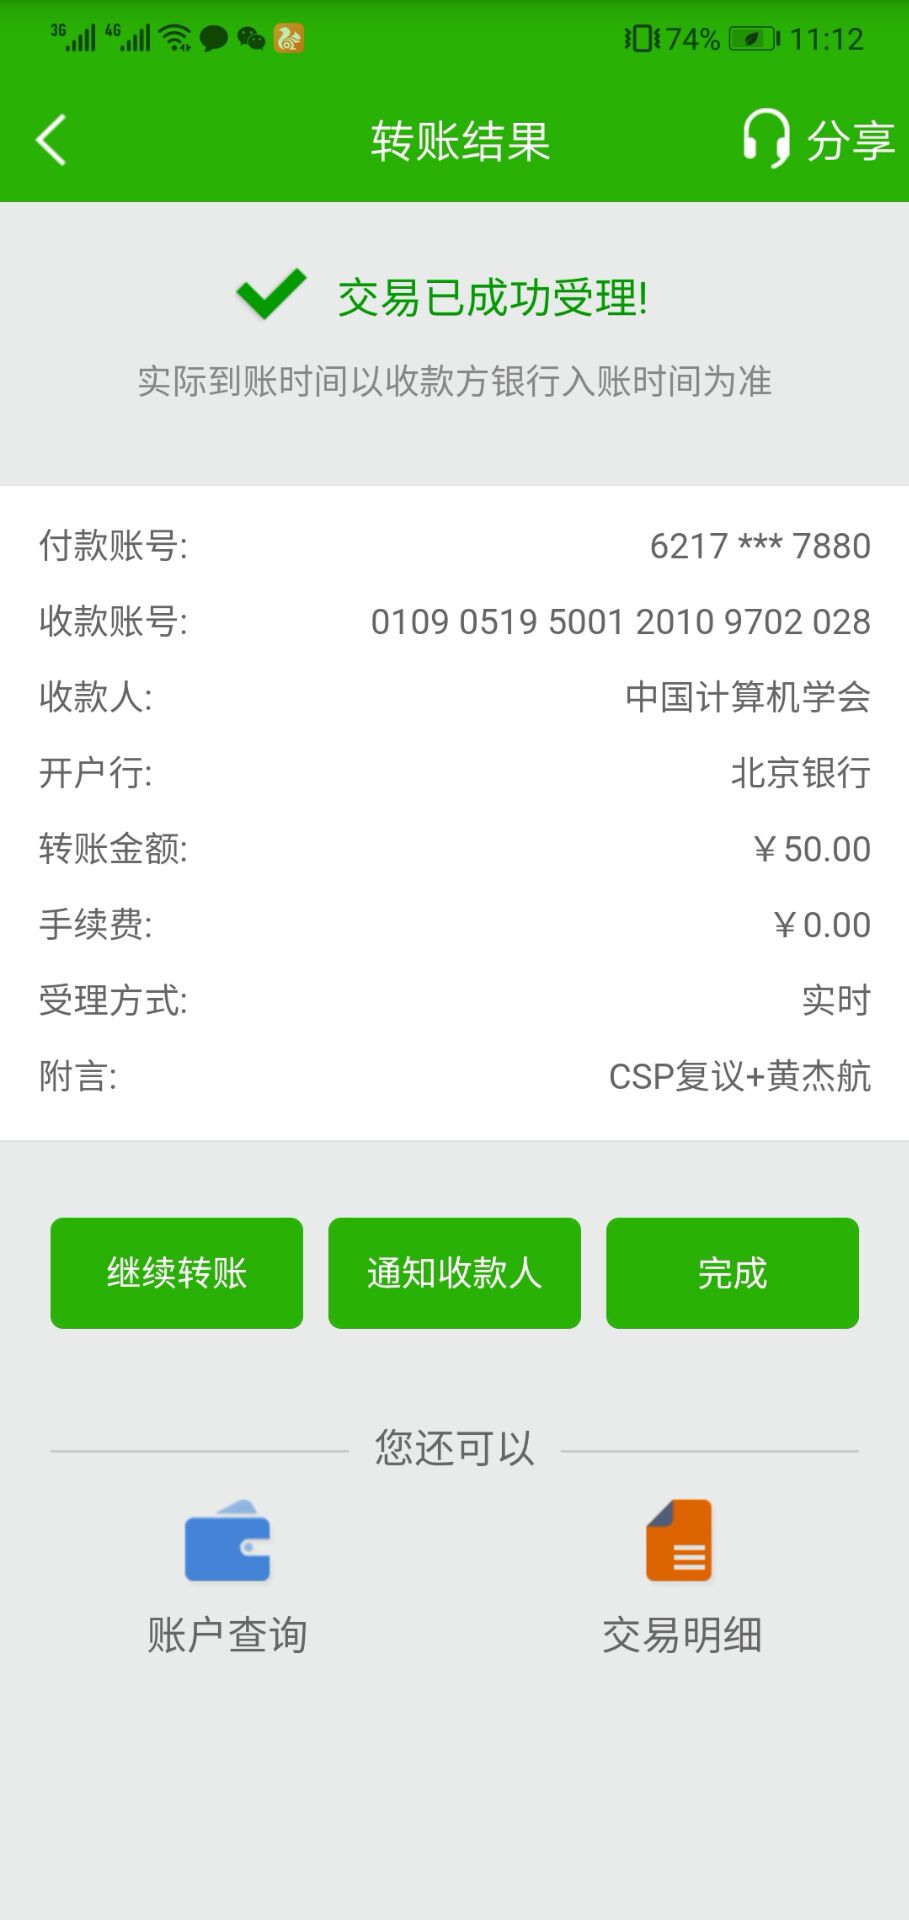 3G 4G 74% 11:12
转账结果 分享
交易已成功受理!
实际到账时间以收款方银行入账时间为准
付款账号: 6217 *** 7880
收款账号: 0109 0519 5001 2010 9702 028
收款人: 中国计算机学会
开户行: 北京银行
转账金额: ￥50.00
手续费: ￥0.00
受理方式: 实时
附言: CSP复议+黄杰航
继续转账 通知收款人 完成
您还可以
账户查询 交易明细